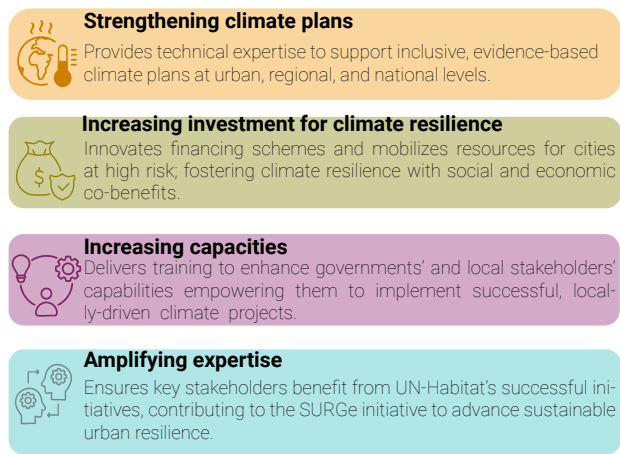 Strengthening climate plans
Provides technical expertise to support inclusive, evidence-based
climate plans at urban, regional, and national levels.
Increasing investment for climate resilience
Innovates financing schemes and mobilizes resources for cities
at high risk; fostering climate resilience with social and economic
co-benefits.
$
Increasing capacities
Delivers training to enhance governments’ and local stakeholders’
capabilities empowering them to implement successful, local-
ly-driven climate projects.
Amplifying expertise
Ensures key stakeholders benefit from UN-Habitat’s successful ini-
tiatives, contributing to the SURGe initiative to advance sustainable
urban resilience.